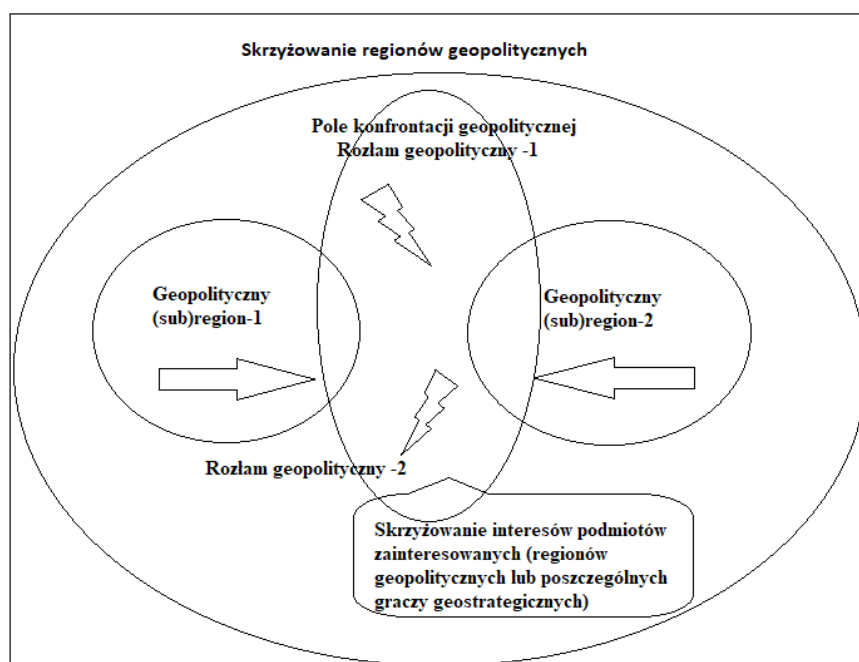 Skrzyżowanie regionów geopolitycznych
Pole konfrontacji geopolitycznej
Rozłam geopolityczny -1
Geopolityczny
(sub)region-1
Geopolityczny
(sub)region-2
Rozłam geopolityczny -2
Skrzyżowanie interesów podmiotów
zainteresowanych (regionów
geopolitycznych lub poszczególnych
graczy geostrategicznych)